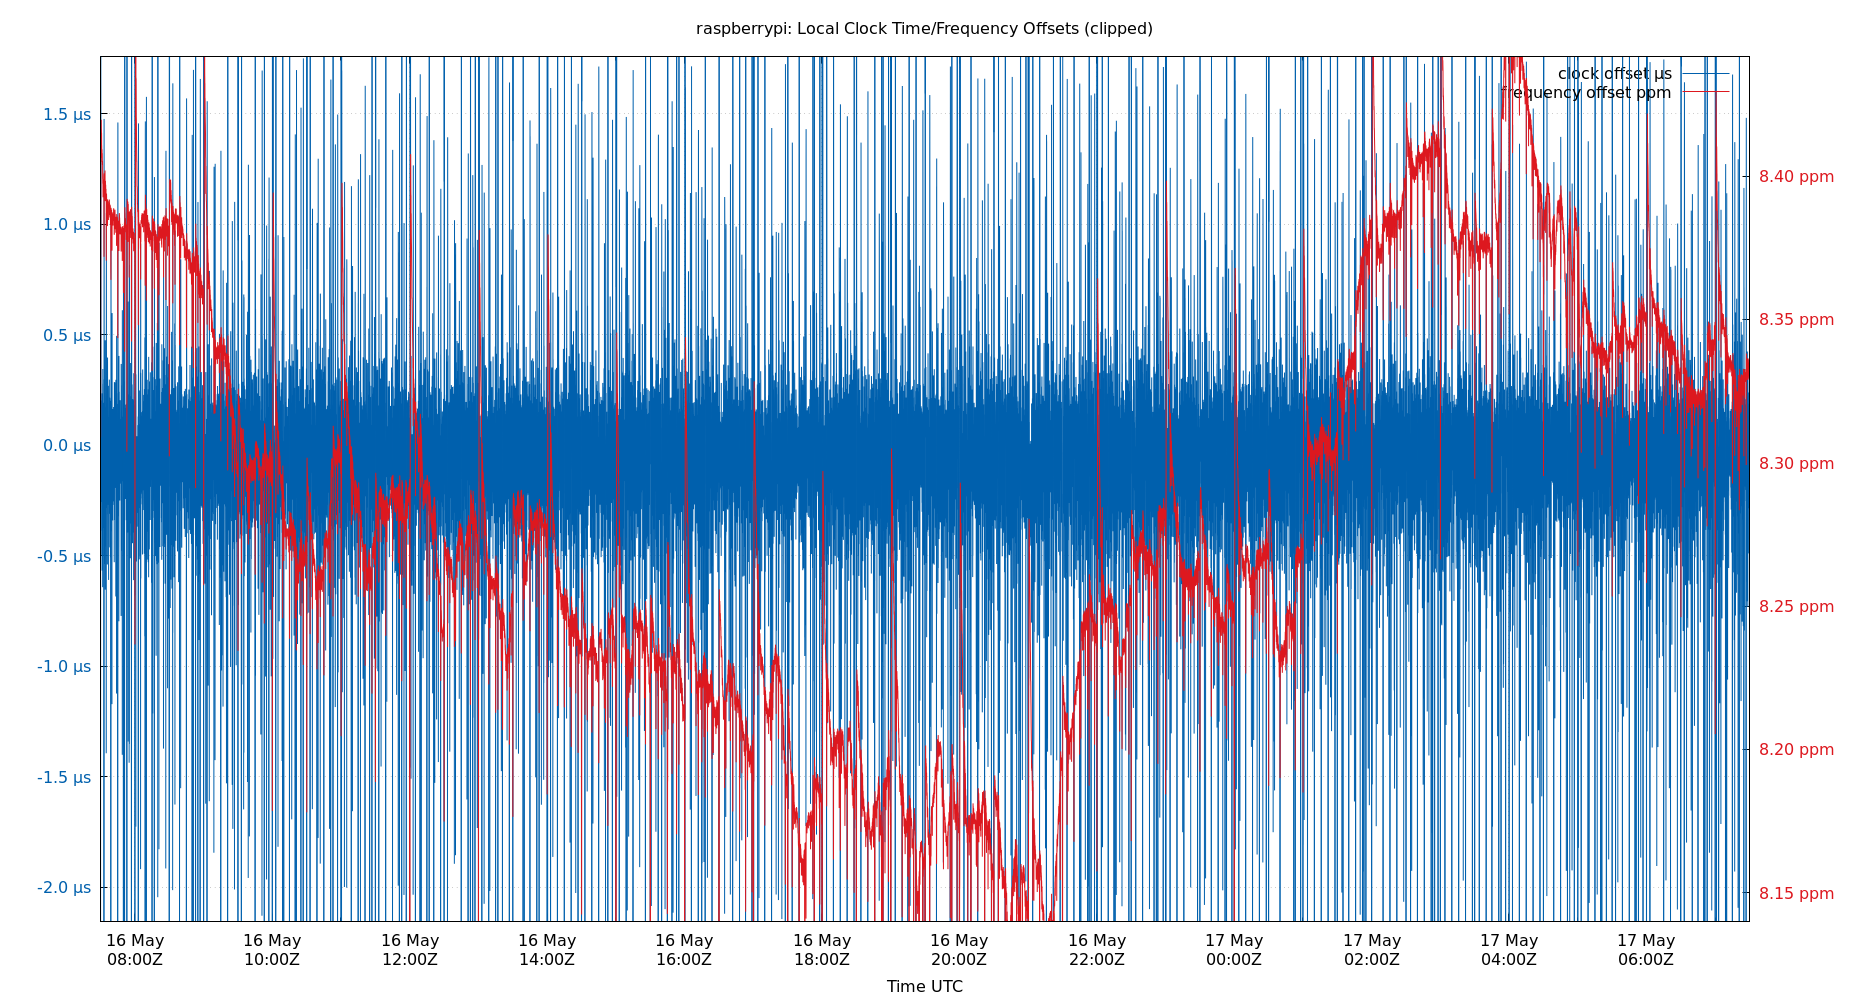 raspberrypi: Local Clock Time/Frequency Offsets (clipped)
clock offset µs
frequency offset ppm
1.5 µs
1.0 µs
0.5 µs
0.0 µs
-0.5 µs
-1.0 µs
-1.5 µs
-2.0 µs
8.40 ppm
8.35 ppm
8.30 ppm
8.25 ppm
8.20 ppm
8.15 ppm
16 May 16 May 16 May 16 May 16 May 16 May 16 May 16 May 17 May 17 May 17 May 17 May
08:00Z 10:00Z 12:00Z 14:00Z 16:00Z 18:00Z 20:00Z 22:00Z 00:00Z 02:00Z 04:00Z 06:00Z
Time UTC